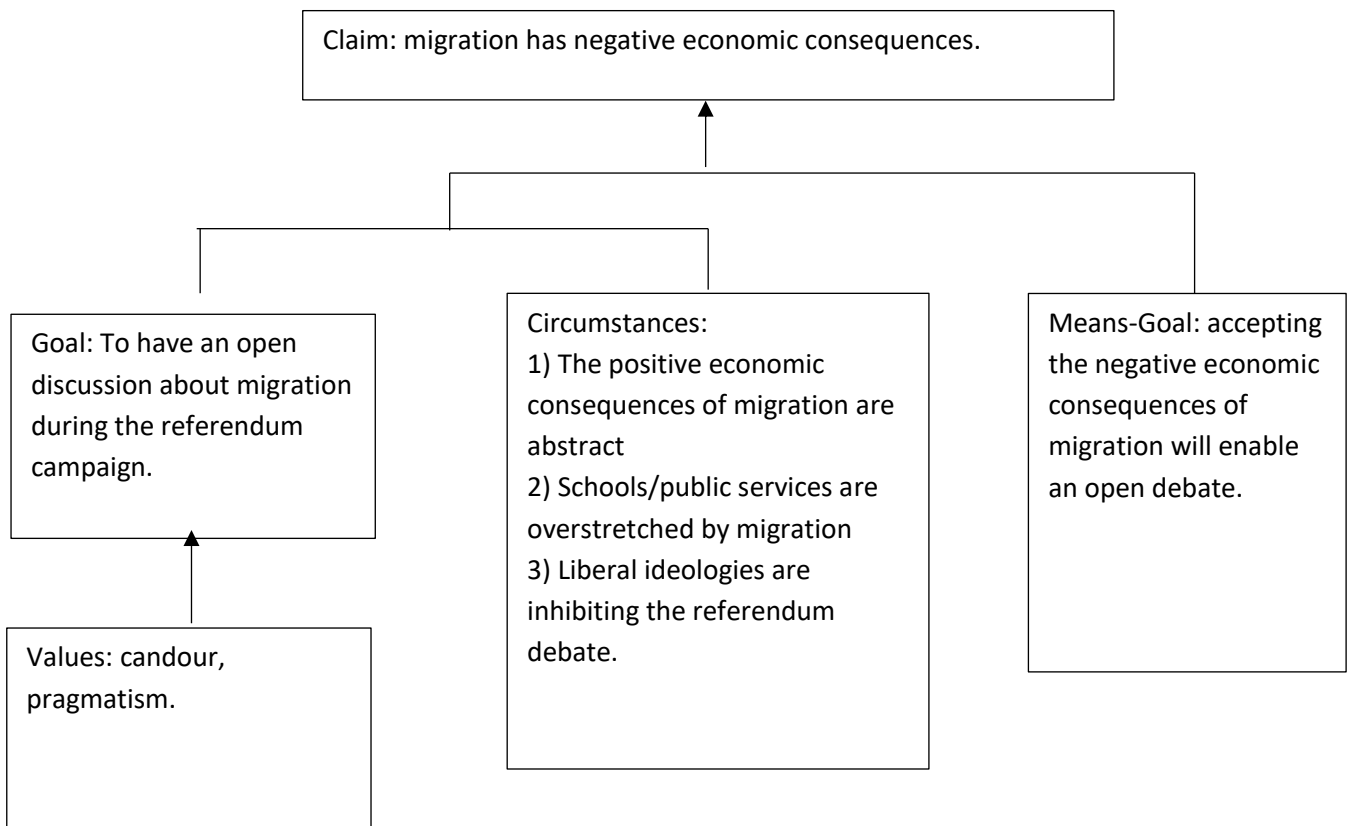 Claim: migration has negative economic consequences.
Goal: To have an open
discussion about migration
during the referendum
campaign.
Values: candour,
pragmatism.
Circumstances:
1) The positive economic
consequences of migration are
abstract
2) Schools/public services are
overstretched by migration
3) Liberal ideologies are
inhibiting the referendum
debate.
Means-Goal: accepting
the negative economic
consequences of
migration will enable
an open debate.